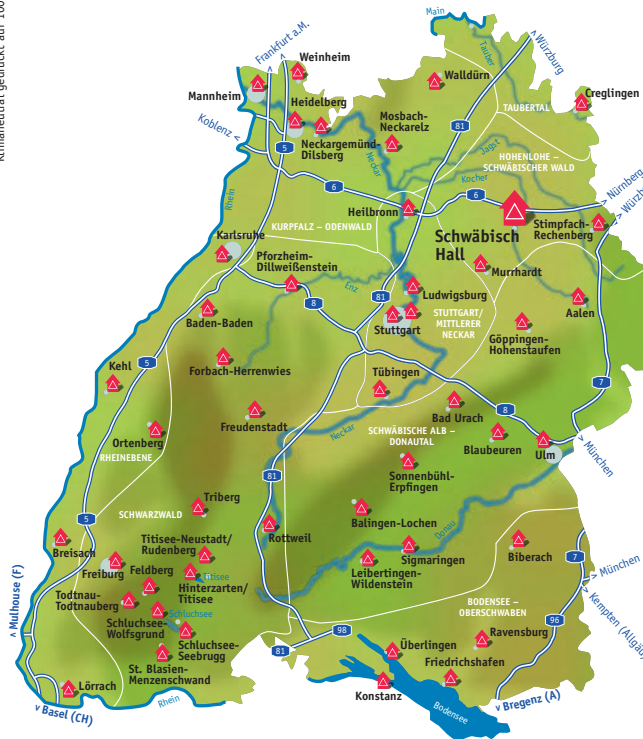 Klimaneutral gedruckt auf 100
Main
Frankfurt a.M.
Weinheim
Tauber
> Würzburg
Walldürn
Creglingen
Mannheim
Heidelberg
TAUBERTAL
Koblenz <
Mosbach-
Neckarelz
81
5
Neckargemünd-
Dilsberg
Neckar
Jagst
HOHENLOHE –
SCHWÄBISCHER WALD
Kocher
6
6
> Nürnberg
> Würzb
Rhein
Heilbronn
Stimpfach-
Rechenberg
KURPFALZ – ODENWALD
Karlsruhe
Schwäbisch
Hall
Pforzheim-
Dillweißenstein
Murrhardt
Enz
81
Ludwigsburg
8
Aalen
Baden-Baden
Stuttgart
STUTTGART/
MITTLERER
NECKAR
Göppingen-
Hohenstaufen
5
Kehl
Forbach-Herrenwies
Tübingen
7
Bad Urach
8
Freudenstadt
Neckar
SCHWÄBISCHE ALB –
DONAUTAL
Blaubeuren
Ulm
> München
Ortenberg
RHEINEBENE
Sonnenbühl-
Erpfingen
81
Triberg
SCHWARZWALD
5
Rottweil
Balingen-Lochen
Donau
Breisach
Titisee-Neustadt/
Rudenberg
Sigmaringen
Biberach
7
Freiburg
Feldberg
Titisee
Leibertingen-
Wildenstein
> München
Hinterzarten/
Titisee
Todtnau-
Todtnauberg
> Kempten (Allgäu
BODENSEE –
OBERSCHWABEN
Schluchsee
Schluchsee-
Wolfsgrund
96
> Mulhouse (F)
98
Ravensburg
Schluchsee-
Seebrugg
81
Überlingen
St. Blasien-
Menzenschwand
Friedrichshafen
Lörrach
Konstanz
Rhein
Bodensee
> Bregenz (A)
> Basel (CH)